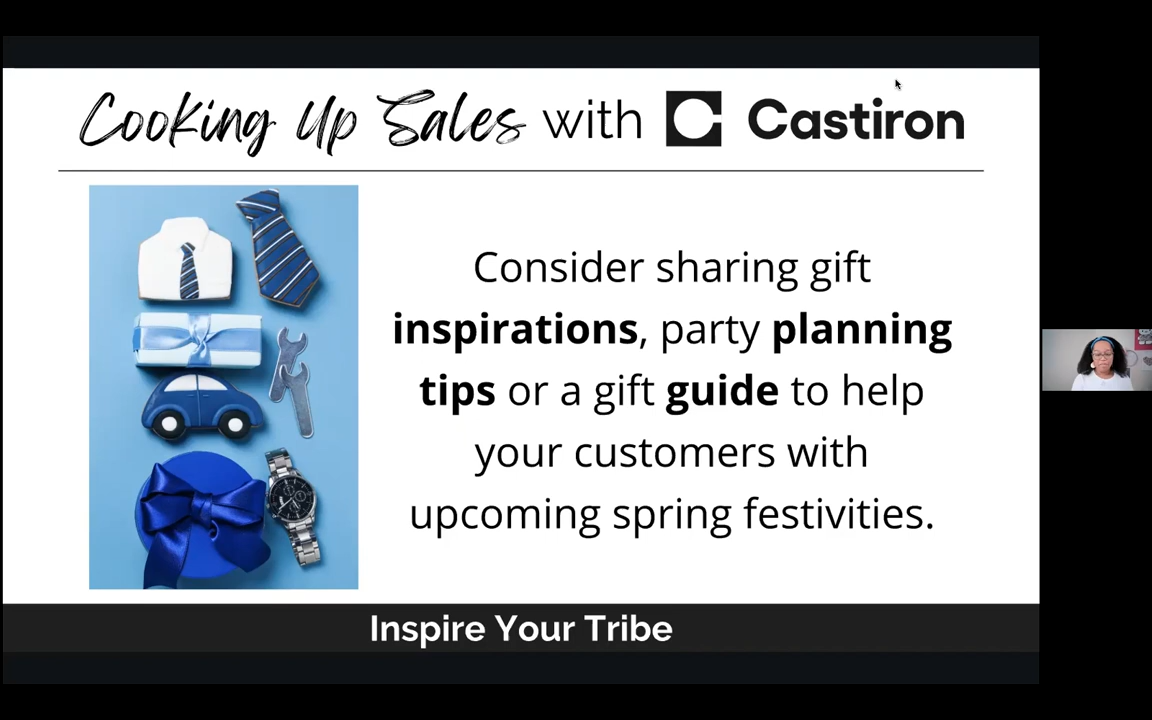 Cooking Up Sales with Castiron
Consider sharing gift
inspirations, party planning
tips or a gift guide to help
your customers with
upcoming spring festivities.
Inspire Your Tribe